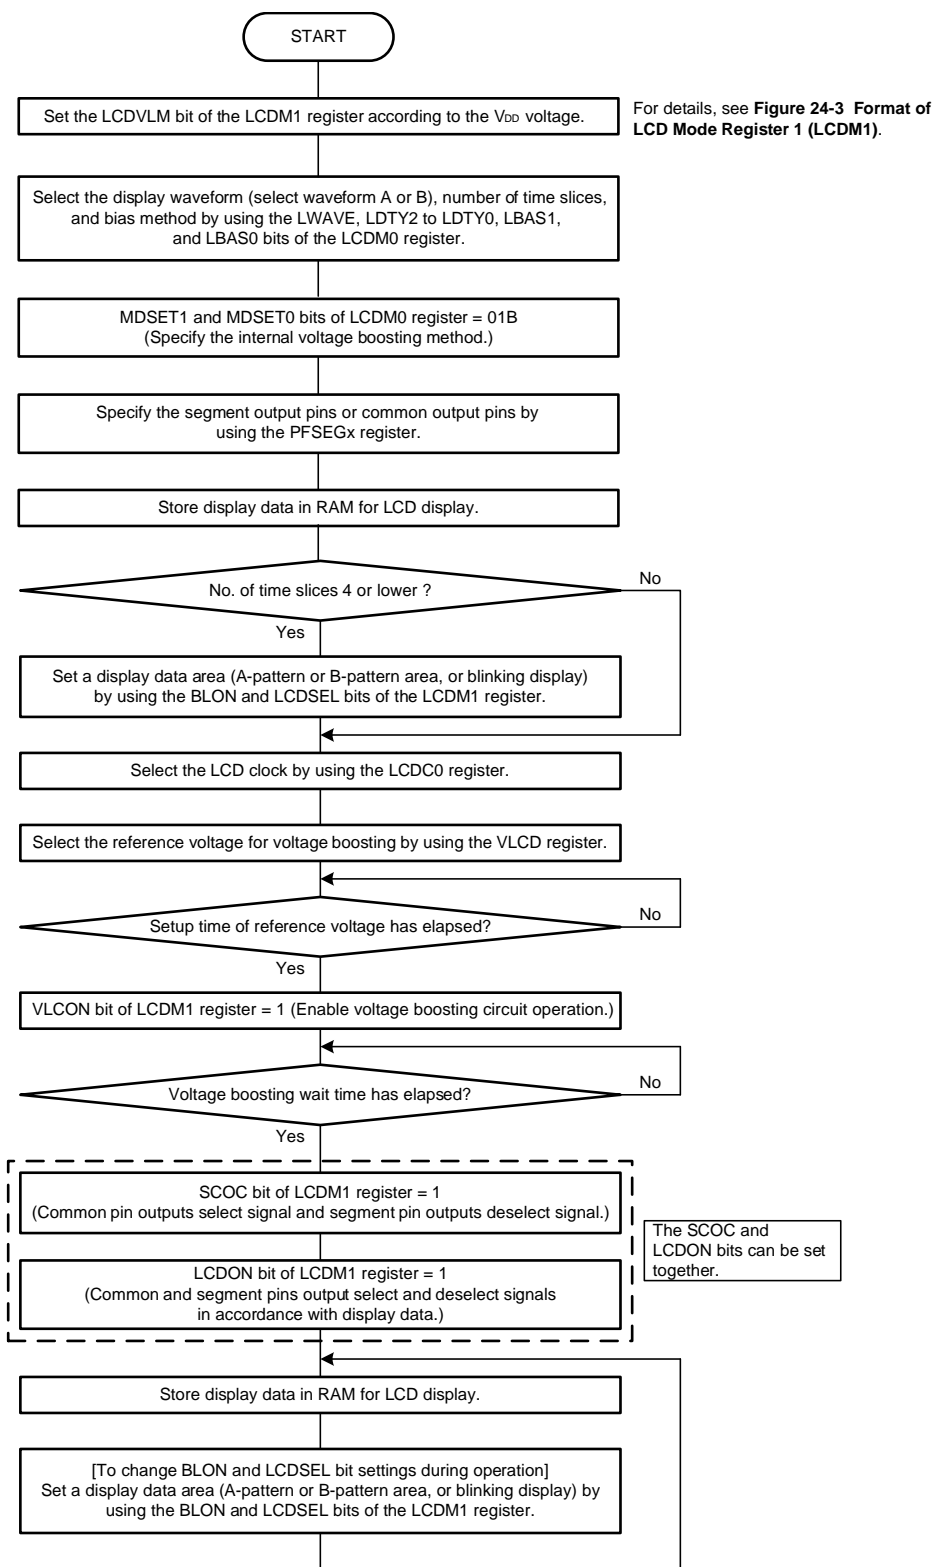 START
Set the LCDVLM bit of the LCDM1 register according to the VDD voltage.
For details, see Figure 24-3 Format of
LCD Mode Register 1 (LCDM1).
Select the display waveform (select waveform A or B), number of time slices,
and bias method by using the LWAVE, LDTY2 to LDTY0, LBAS1,
and LBAS0 bits of the LCDM0 register.
MDSET1 and MDSET0 bits of LCDM0 register = 01B
(Specify the internal voltage boosting method.)
Specify the segment output pins or common output pins by
using the PFSEGx register.
Store display data in RAM for LCD display.
No. of time slices 4 or lower ?
No
Yes
Set a display data area (A-pattern or B-pattern area, or blinking display)
by using the BLON and LCDSEL bits of the LCDM1 register.
Select the LCD clock by using the LCDC0 register.
Select the reference voltage for voltage boosting by using the VLCD register.
Setup time of reference voltage has elapsed?
No
Yes
VLCON bit of LCDM1 register = 1 (Enable voltage boosting circuit operation.)
Voltage boosting wait time has elapsed?
No
Yes
SCOC bit of LCDM1 register = 1
(Common pin outputs select signal and segment pin outputs deselect signal.)
The SCOC and
LCDON bits can be set
together.
LCDON bit of LCDM1 register = 1
(Common and segment pins output select and deselect signals
in accordance with display data.)
Store display data in RAM for LCD display.
[To change BLON and LCDSEL bit settings during operation]
Set a display data area (A-pattern or B-pattern area, or blinking display) by
using the BLON and LCDSEL bits of the LCDM1 register.